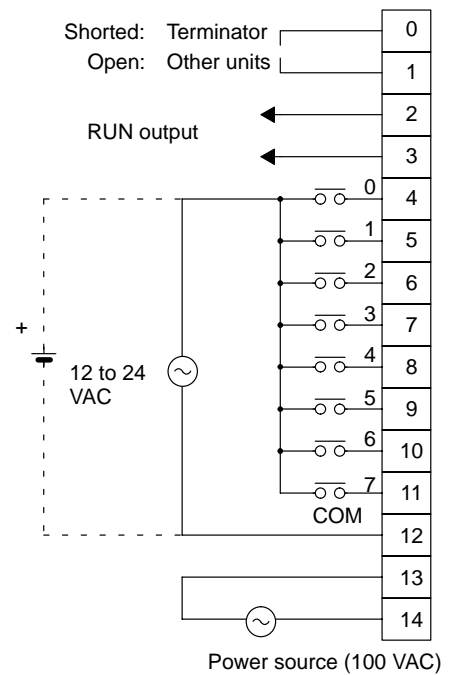 Shorted: Terminator
Open: Other units
RUN output
0
1
2
3
0 4
1 5
2 6
3 7
4 8
5 9
6 10
7 11
COM
12
13
14
+
12 to 24
VAC
Power source (100 VAC)